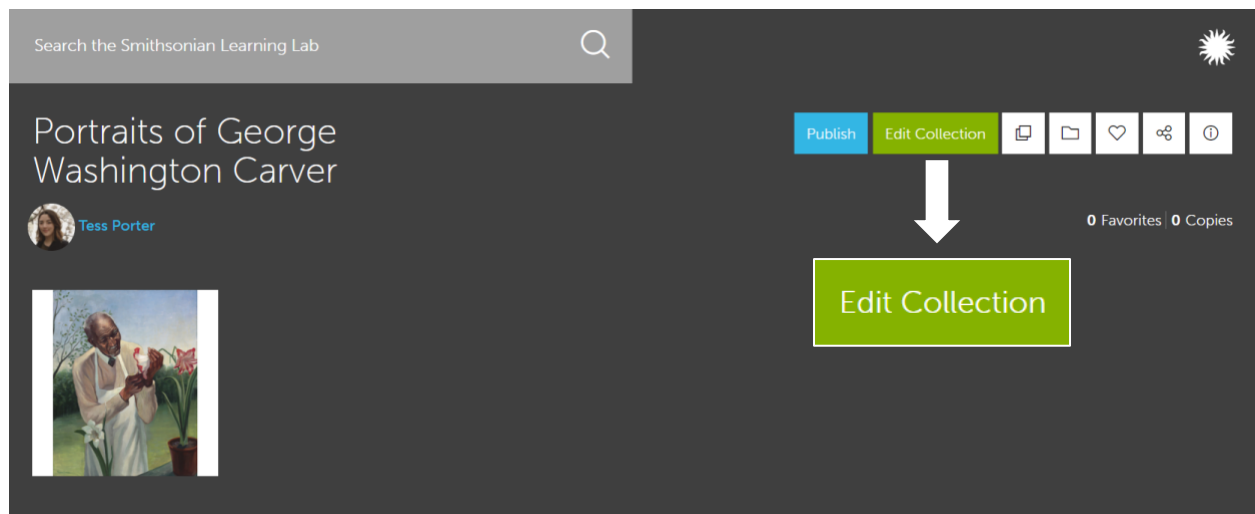 Search the Smithsonian Learning Lab
Portraits of George
Washington Carver
Tess Porter
Publish
Edit Collection
0 Favorites 0 Copies
Edit Collection